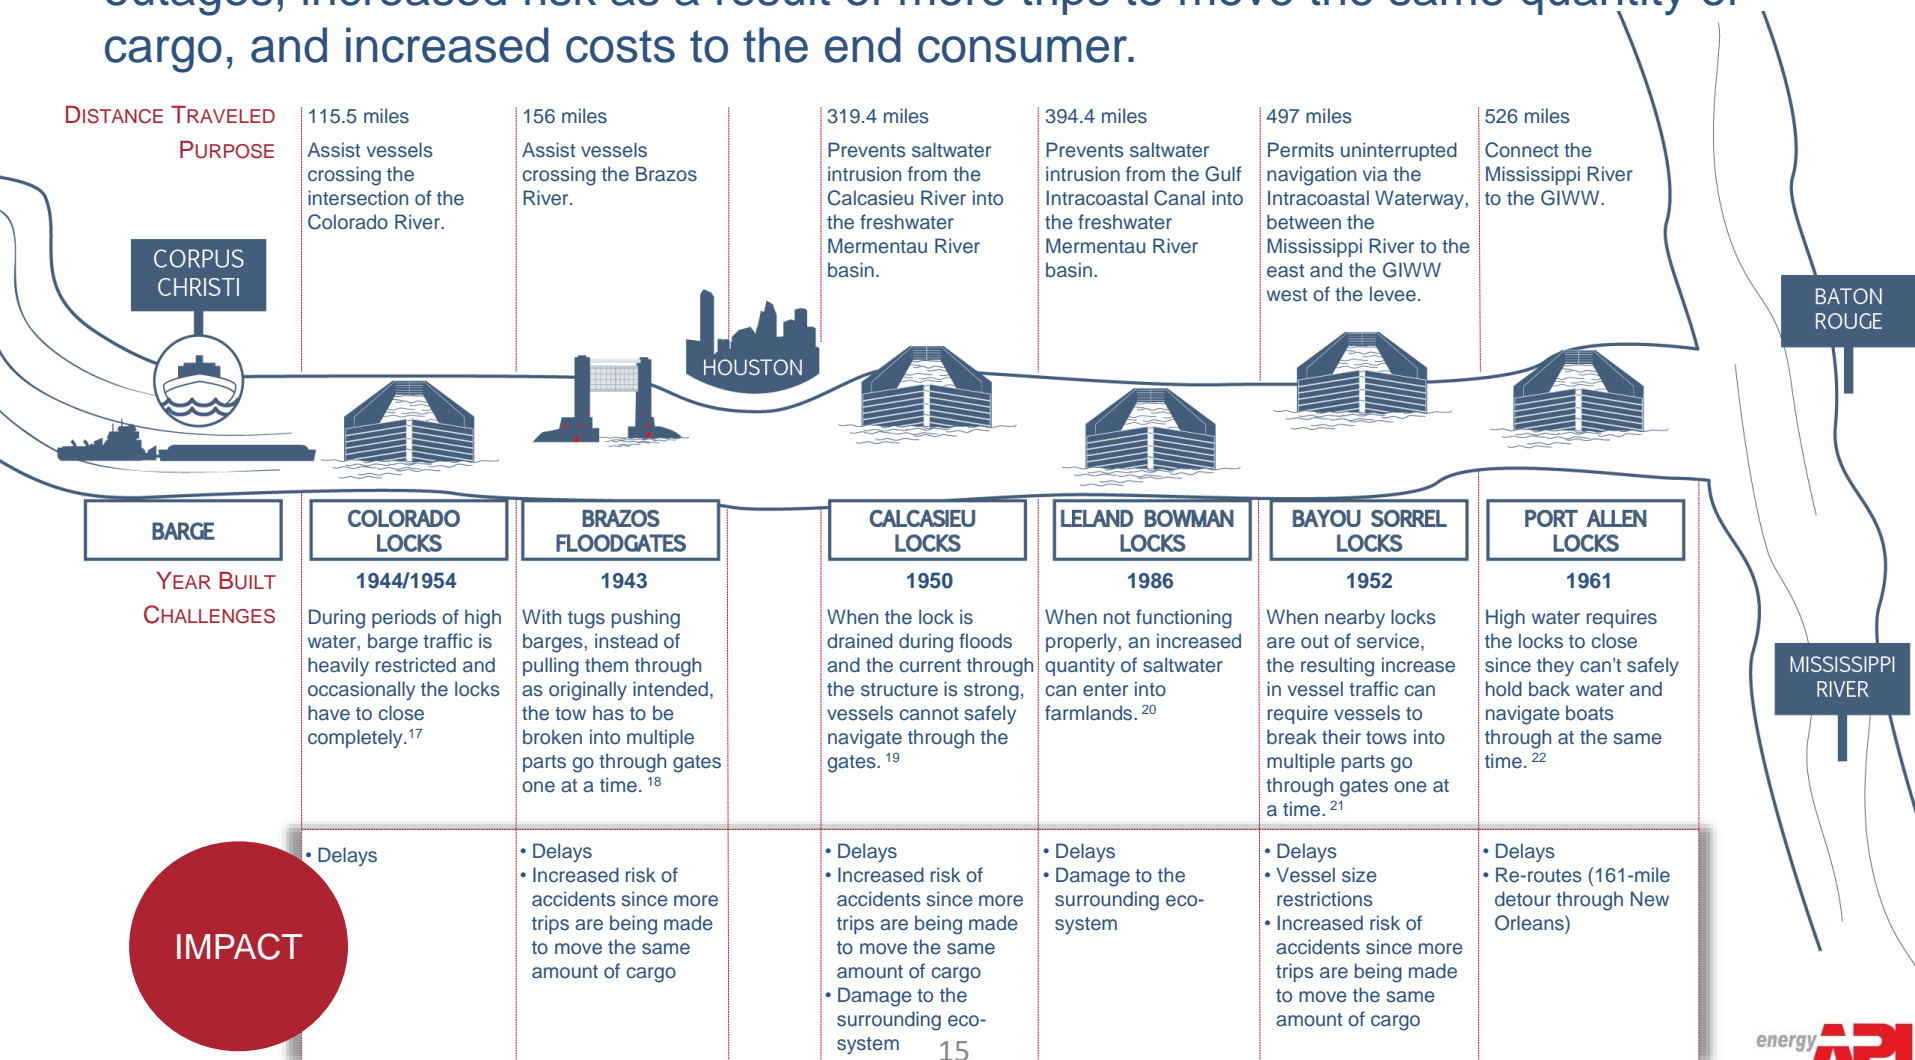 outages, increased risk as a result of more trips to move the same quantity of
cargo, and increased costs to the end consumer.
DISTANCE TRAVELED
PURPOSE
115.5 miles
Assist vessels
crossing the
intersection of the
Colorado River.
156 miles
Assist vessels
crossing the Brazos
River.
319.4 miles
Prevents saltwater
intrusion from the
Calcasieu River into
the freshwater
Mermentau River
basin.
394.4 miles
Prevents saltwater
intrusion from the Gulf
Intracoastal Canal into
the freshwater
Mermentau River
basin.
497 miles
Permits uninterrupted
navigation via the
Intracoastal Waterway,
between the
Mississippi River to the
east and the GIWW
west of the levee.
526 miles
Connect the
Mississippi River
to the GIWW.
CORPUS
CHRISTI
HOUSTON
BATON
ROUGE
BARGE
COLORADO
LOCKS
BRAZOS
FLOODGATES
CALCASIEU
LOCKS
LELAND BOWMAN
LOCKS
BAYOU SORREL
LOCKS
PORT ALLEN
LOCKS
YEAR BUILT
CHALLENGES
1944/1954
During periods of high
water, barge traffic is
heavily restricted and
occasionally the locks
have to close
completely.17
1943
With tugs pushing
barges, instead of
pulling them through
as originally intended,
the tow has to be
broken into multiple
parts go through gates
one at a time. 18
1950
When the lock is
drained during floods
and the current through
the structure is strong,
vessels cannot safely
navigate through the
gates. 19
1986
When not functioning
properly, an increased
quantity of saltwater
can enter into
farmlands. 20
1952
When nearby locks
are out of service,
the resulting increase
in vessel traffic can
require vessels to
break their tows into
multiple parts go
through gates one at
a time. 21
1961
High water requires
the locks to close
since they can't safely
hold back water and
navigate boats
through at the same
time. 22
MISSISSIPPI
RIVER
IMPACT
• Delays
• Delays
• Increased risk of
accidents since more
trips are being made
to move the same
amount of cargo
• Delays
• Increased risk of
accidents since more
trips are being made
to move the same
amount of cargo
• Damage to the
surrounding eco-
system
• Delays
• Damage to the
surrounding eco-
system
• Delays
• Vessel size
restrictions
• Increased risk of
accidents since more
trips are being made
to move the same
amount of cargo
• Delays
• Re-routes (161-mile
detour through New
Orleans)
15
energy API